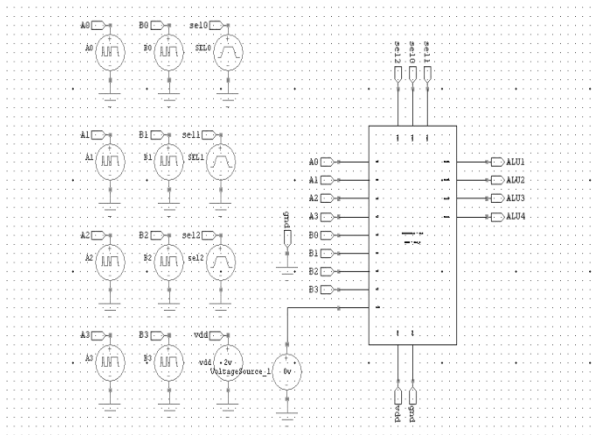 A0 B0 sel0
A0 B0 SEL0
A1 B1 sel1
A1 B1 SEL1
A2 B2 sel2
A2 B2 sel2
A3 B3 vdd
A3 B3 vdd 2v
VoltageSource_1 0v
gnd
sel2 sel0 sel1
A0 ALU1
A1 ALU2
A2 ALU3
A3 ALU4
B0
B1
B2
B3
vdd gnd